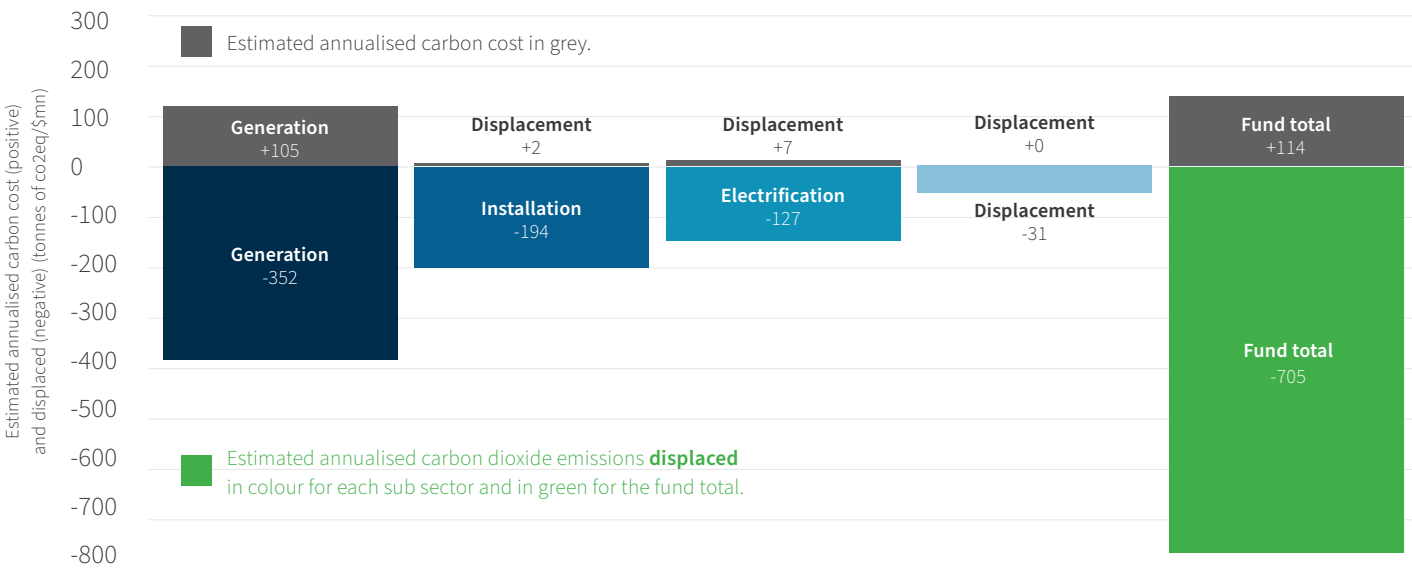 Estimated annualised carbon cost (positive)
and displaced (negative) (tonnes of co2eq/$mn)
300
200
100
0
-100
-200
-300
-400
-500
-600
-700
-800
Estimated annualised carbon cost in grey.
Generation
+105
Displacement
+2
Displacement
+7
Displacement
+0
Fund total
+114
Generation
-352
Installation
-194
Electrification
-127
Displacement
-31
Fund total
-705
Estimated annualised carbon dioxide emissions displaced
in colour for each sub sector and in green for the fund total.